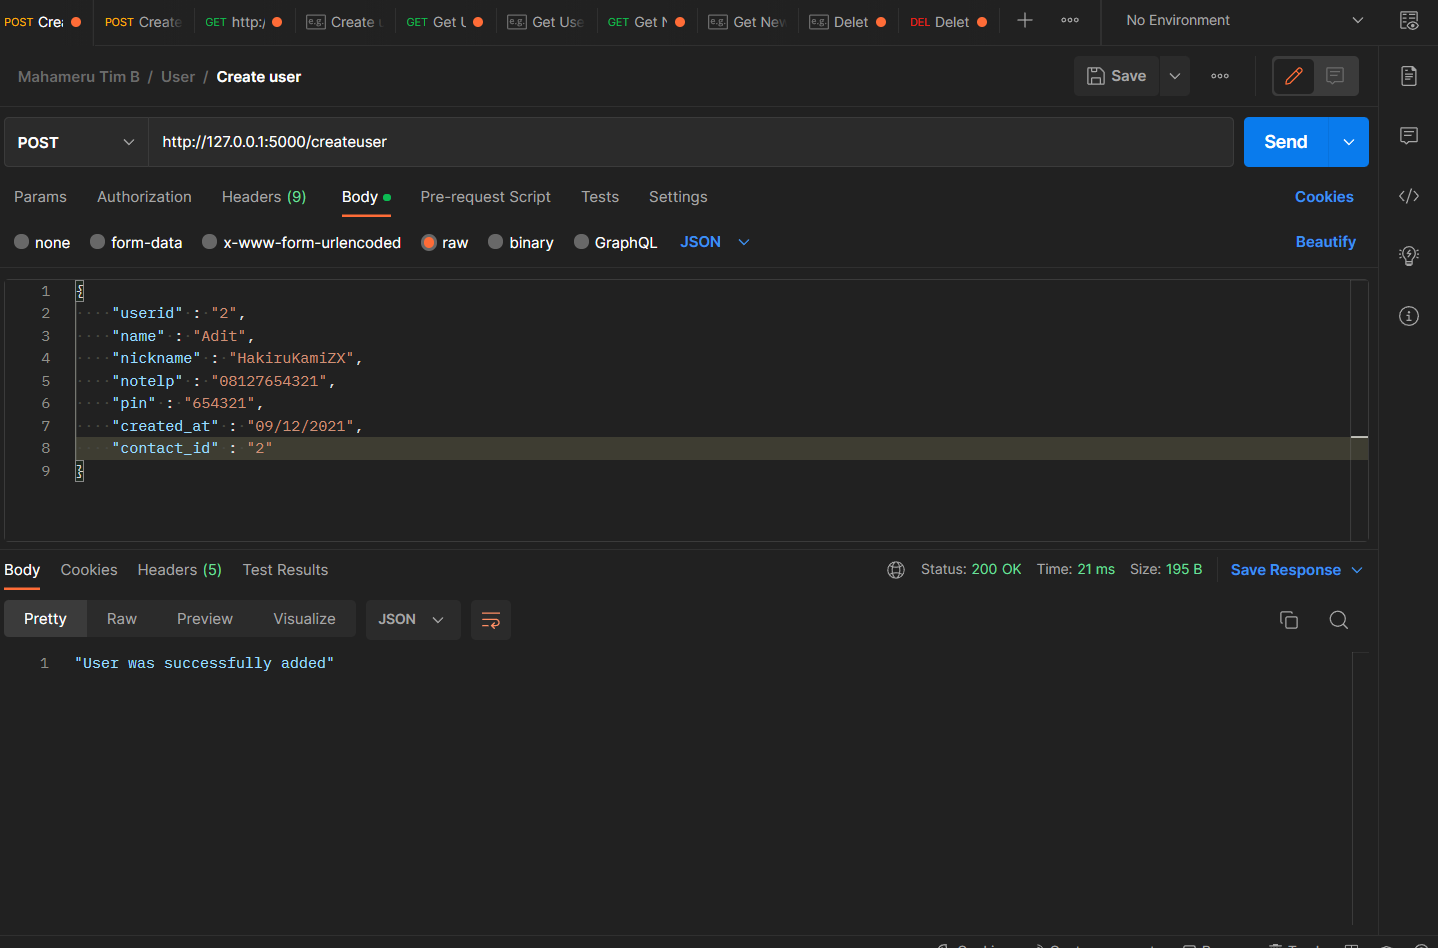 POST Crea POST Create GET http:/ e.g. Create u GET Get U e.g. Get Use GET Get N e.g. Get New e.g. Delet DEL Delet No Environment
Mahameru Tim B / User / Create user Save
POST http://127.0.0.1:5000/createuser Send
Params Authorization Headers (9) Body Pre-request Script Tests Settings Cookies
none form-data x-www-form-urlencoded raw binary GraphQL JSON Beautify
1 {
2 "userid" : "2",
3 "name" : "Adit",
4 "nickname" : "HakiruKamiZX",
5 "notelp" : "08127654321",
6 "pin" : "654321",
7 "created_at" : "09/12/2021",
8 "contact_id" : "2"
9 }
Body Cookies Headers (5) Test Results Status: 200 OK Time: 21 ms Size: 195 B Save Response
Pretty Raw Preview Visualize JSON
1 "User was successfully added"